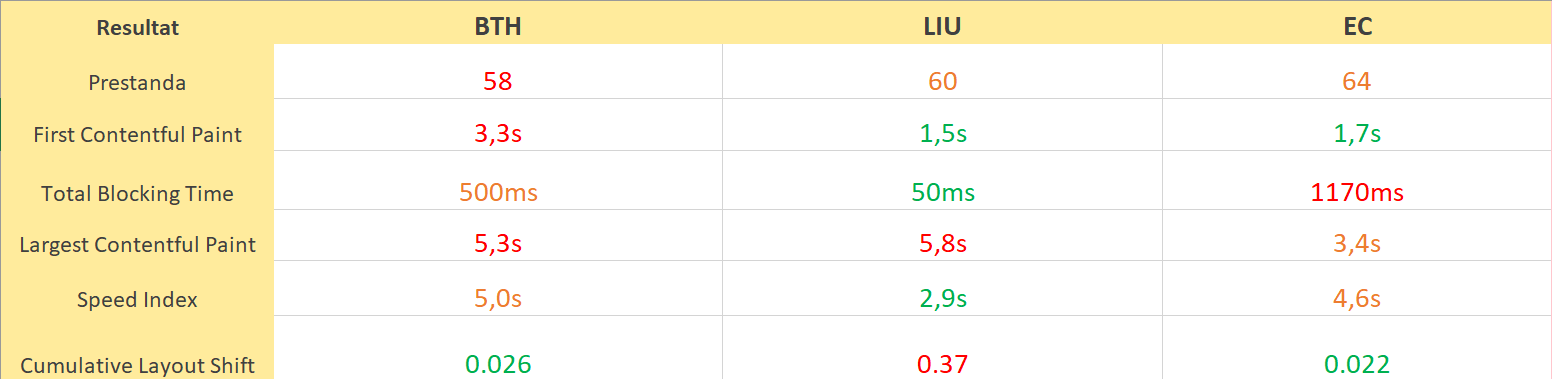 Resultat BTH LIU EC
Prestanda 58 60 64
First Contentful Paint 3,3s 1,5s 1,7s
Total Blocking Time 500ms 50ms 1170ms
Largest Contentful Paint 5,3s 5,8s 3,4s
Speed Index 5,0s 2,9s 4,6s
Cumulative Layout Shift 0.026 0.37 0.022